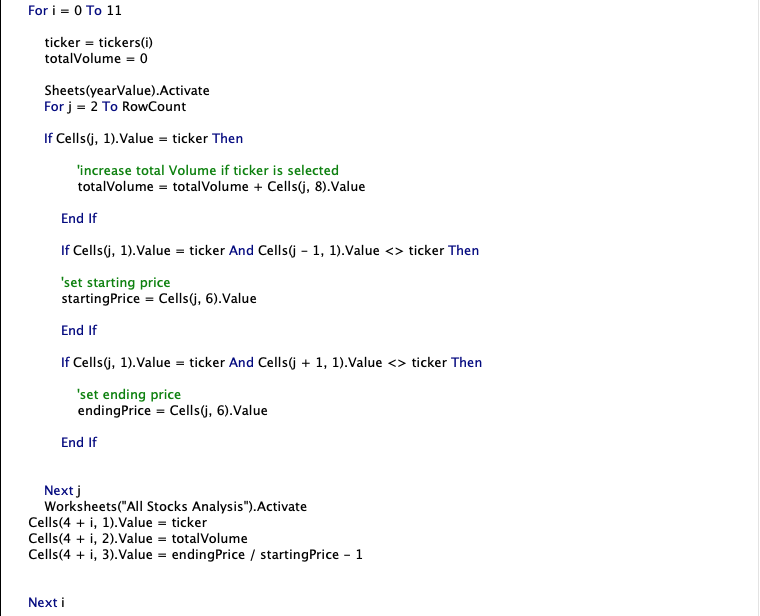 For i = 0 To 11
ticker = tickers(i)
totalVolume = 0
Sheets(yearValue).Activate
For j = 2 To RowCount
If Cells(j, 1).Value = ticker Then
'increase total Volume if ticker is selected
totalVolume = totalVolume + Cells(j, 8).Value
End If
If Cells(j, 1).Value = ticker And Cells(j - 1, 1).Value <> ticker Then
'set starting price
startingPrice = Cells(j, 6).Value
End If
If Cells(j, 1).Value = ticker And Cells(j + 1, 1).Value <> ticker Then
'set ending price
endingPrice = Cells(j, 6).Value
End If
Next j
Worksheets("All Stocks Analysis").Activate
Cells(4 + i, 1).Value = ticker
Cells(4 + i, 2).Value = totalVolume
Cells(4 + i, 3).Value = endingPrice / startingPrice - 1
Next i